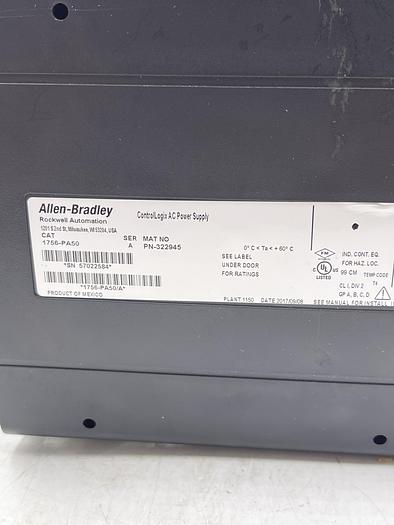 Allen-Bradley
Rockwell Automation
1201 S 2nd St, Milwaukee, WI 53204, USA
ControlLogix AC Power Supply
CAT SER MAT NO
1756-PA50 A PN-322945
0° C < Ta < + 60° C
SEE LABEL
UNDER DOOR
FOR RATINGS
*SN 57022584*
*1756-PA50/A*
PRODUCT OF MEXICO
PLANT 1150 DATE 2017/09/08
FM
C UL US
LISTED
IND. CONT. EQ.
FOR HAZ. LOC.
99 CM TEMP CODE
T4
CL I, DIV 2
GP A, B, C, D
SEE MANUAL FOR INSTALL